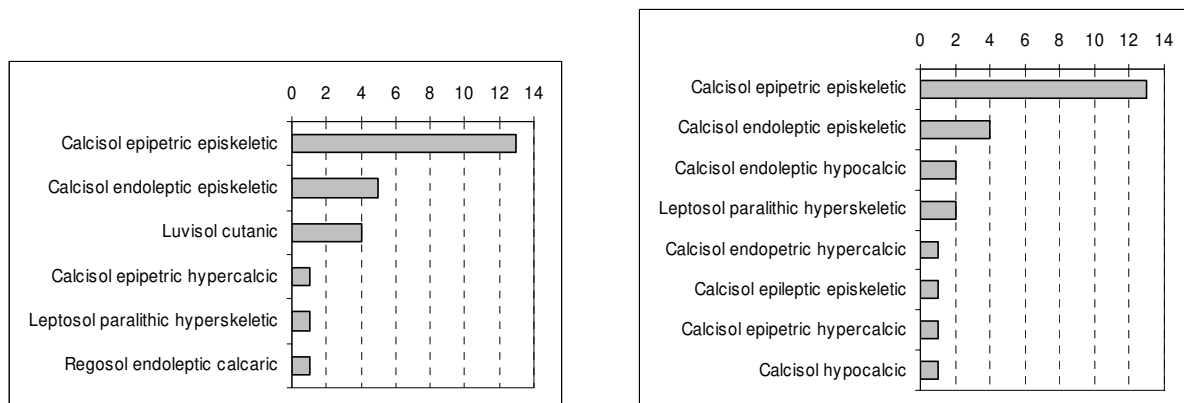 0 2 4 6 8 10 12 14
Calcisol epipetric episkeletic
Calcisol endoleptic episkeletic
Luvisol cutanic
Calcisol epipetric hypercalcic
Leptosol paralithic hyperskeletic
Regosol endoleptic calcaric
0 2 4 6 8 10 12 14
Calcisol epipetric episkeletic
Calcisol endoleptic episkeletic
Calcisol endoleptic hypocalcic
Leptosol paralithic hyperskeletic
Calcisol endopetric hypercalcic
Calcisol epileptic episkeletic
Calcisol epipetric hypercalcic
Calcisol hypocalcic